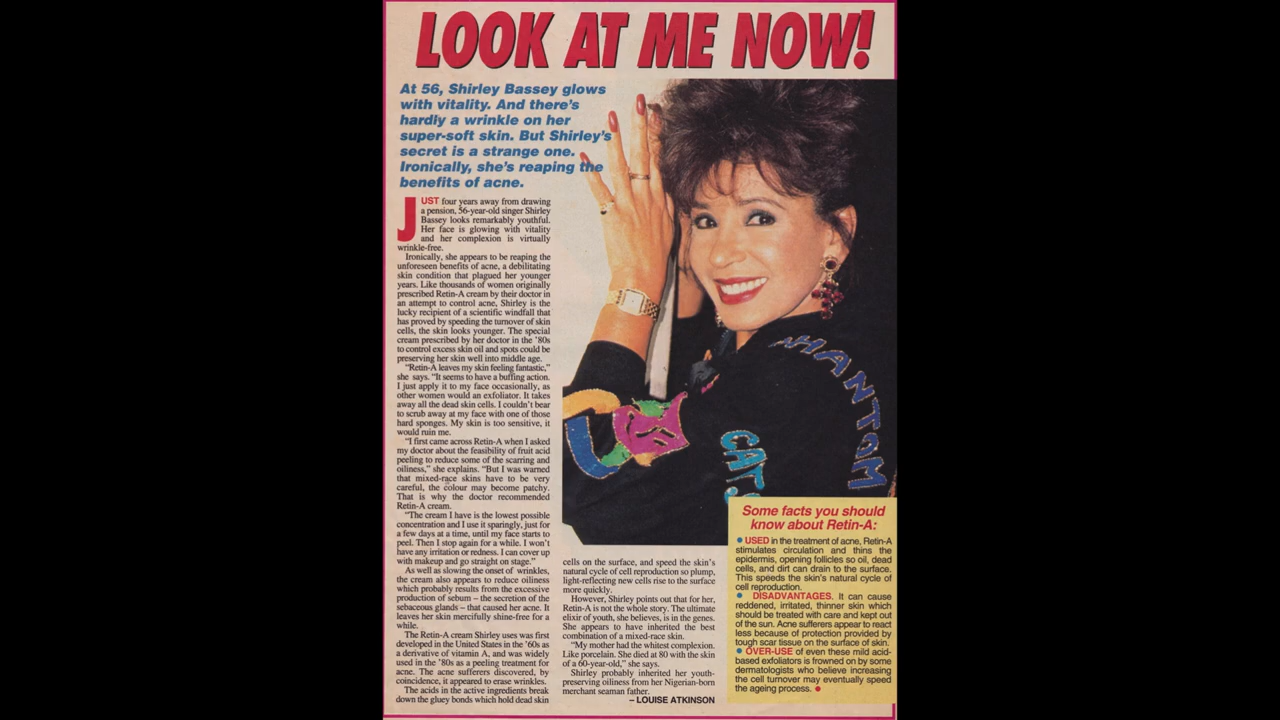 LOOK AT ME NOW!
At 56, Shirley Bassey glows
with vitality. And there's
hardly a wrinkle on her
super-soft skin. But Shirley's
secret is a strange one.
Ironically, she's reaping the
benefits of acne.
JUST four years away from drawing
a pension, 56-year-old singer Shirley
Bassey looks remarkably youthful.
Her face is glowing with vitality
and her complexion is virtually
wrinkle-free.
Ironically, she appears to be reaping the
unforeseen benefits of acne, a debilitating
skin condition that plagued her younger
years. Like thousands of women originally
prescribed Retin-A cream by their doctor in
an attempt to control acne, Shirley is the
lucky recipient of a scientific windfall that
has proved by speeding the turnover of skin
cells, the skin looks younger. The special
cream prescribed by her doctor in the '80s
to control excess skin oil and spots could be
preserving her skin well into middle age.
"Retin-A leaves my skin feeling fantastic,"
she says. "It seems to have a buffing action.
I just apply it to my face occasionally, as
other women would an exfoliator. It takes
away all the dead skin cells. I couldn't bear
to scrub away at my face with one of those
hard sponges. My skin is too sensitive, it
would ruin me.
"I first came across Retin-A when I asked
my doctor about the feasibility of fruit acid
peeling to reduce some of the scarring and
oiliness," she explains. "But I was warned
that mixed-race skins have to be very
careful, the colour may become patchy.
That is why the doctor recommended
Retin-A cream.
"The cream I have is the lowest possible
concentration and I use it sparingly, just for
a few days at a time, until my face starts to
peel. Then I stop again for a while. I won't
have any irritation or redness. I can cover up
with makeup and go straight on stage."
As well as slowing the onset of wrinkles,
the cream also appears to reduce oiliness
which probably results from the excessive
production of sebum – the secretion of the
sebaceous glands – that caused her acne. It
leaves her skin mercifully shine-free for a
while.
The Retin-A cream Shirley uses was first
developed in the United States in the '60s as
a derivative of vitamin A, and was widely
used in the '80s as a peeling treatment for
acne. The acne sufferers discovered, by
coincidence, it appeared to erase wrinkles.
The acids in the active ingredients break
down the gluey bonds which hold dead skin
cells on the surface, and speed the skin's
natural cycle of cell reproduction so plump,
light-reflecting new cells rise to the surface
more quickly.
However, Shirley points out that for her,
Retin-A is not the whole story. The ultimate
elixir of youth, she believes, is in the genes.
She appears to have inherited the best
combination of a mixed-race skin.
"My mother had the whitest complexion.
Like porcelain. She died at 80 with the skin
of a 60-year-old," she says.
Shirley probably inherited her youth-
preserving oiliness from her Nigerian-born
merchant seaman father.
– LOUISE ATKINSON
PHANTOM
CATS
Some facts you should
know about Retin-A:
• USED in the treatment of acne, Retin-A
stimulates circulation and thins the
epidermis, opening follicles so oil, dead
cells, and dirt can drain to the surface.
This speeds the skin's natural cycle of
cell reproduction.
• DISADVANTAGES. It can cause
reddened, irritated, thinner skin which
should be treated with care and kept out
of the sun. Acne sufferers appear to react
less because of protection provided by
tough scar tissue on the surface of skin.
• OVER-USE of even these mild acid-
based exfoliators is frowned on by some
dermatologists who believe increasing
the cell turnover may eventually speed
the ageing process. •